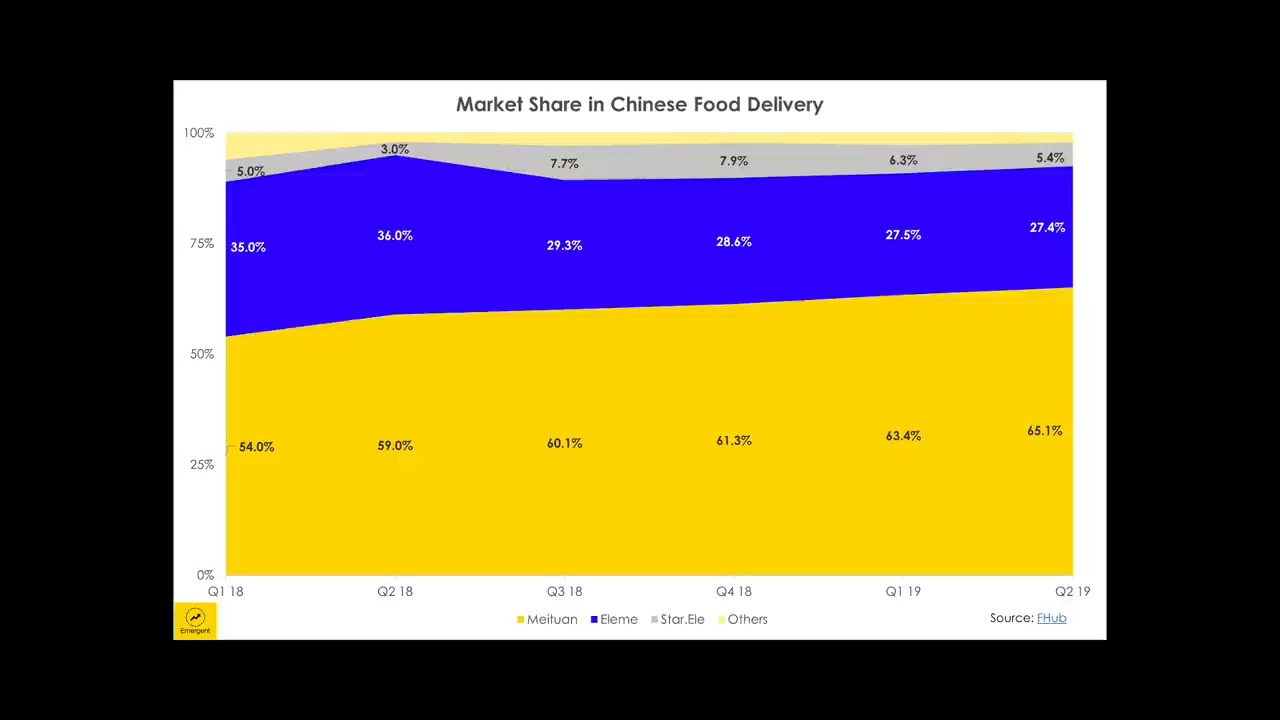 Market Share in Chinese Food Delivery
100%
75%
50%
25%
0%
5.0%
3.0%
7.7%
7.9%
6.3%
5.4%
35.0%
36.0%
29.3%
28.6%
27.5%
27.4%
54.0%
59.0%
60.1%
61.3%
63.4%
65.1%
Q1 18
Q2 18
Q3 18
Q4 18
Q1 19
Q2 19
Meituan
Eleme
Star.Ele
Others
Source: FHub
Emergent